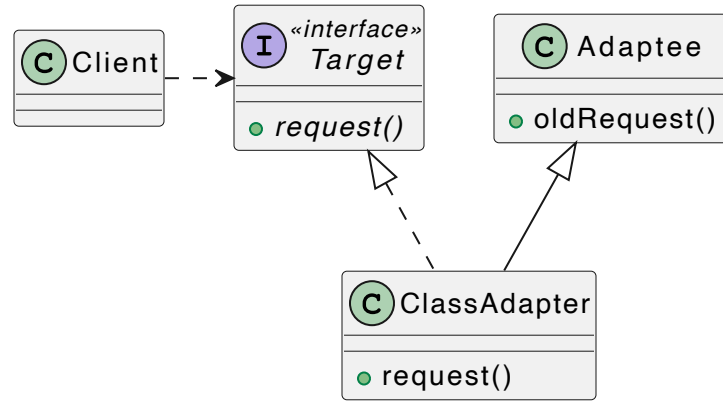 C Client
I «interface»
Target
request()
C Adaptee
oldRequest()
C ClassAdapter
request()